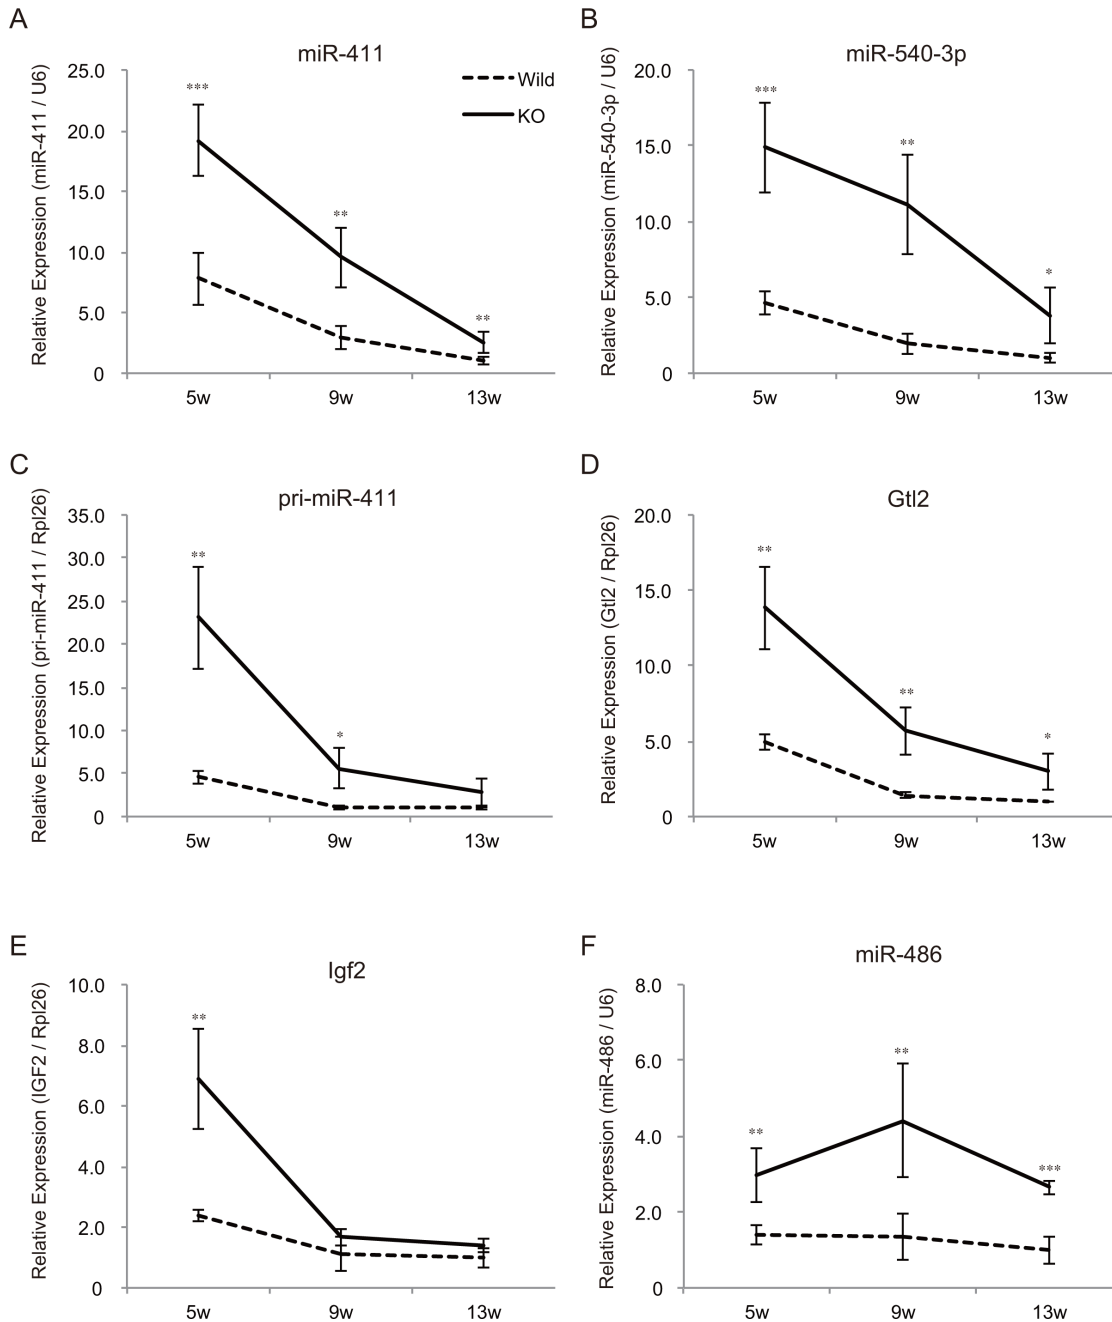 A
miR-411
Relative Expression (miR-411 / U6)
25.0
20.0
15.0
10.0
5.0
0
***
**
**
Wild
KO
5w 9w 13w
B
miR-540-3p
Relative Expression (miR-540-3p / U6)
20.0
15.0
10.0
5.0
0
***
**
*
5w 9w 13w
C
pri-miR-411
Relative Expression (pri-miR-411 / Rpl26)
35.0
30.0
25.0
20.0
15.0
10.0
5.0
0
**
*
5w 9w 13w
D
Gtl2
Relative Expression (Gtl2 / Rpl26)
20.0
15.0
10.0
5.0
0
**
**
*
5w 9w 13w
E
Igf2
Relative Expression (IGF2 / Rpl26)
10.0
8.0
6.0
4.0
2.0
0
**
5w 9w 13w
F
miR-486
Relative Expression (miR-486 / U6)
8.0
6.0
4.0
2.0
0
**
**
***
5w 9w 13w